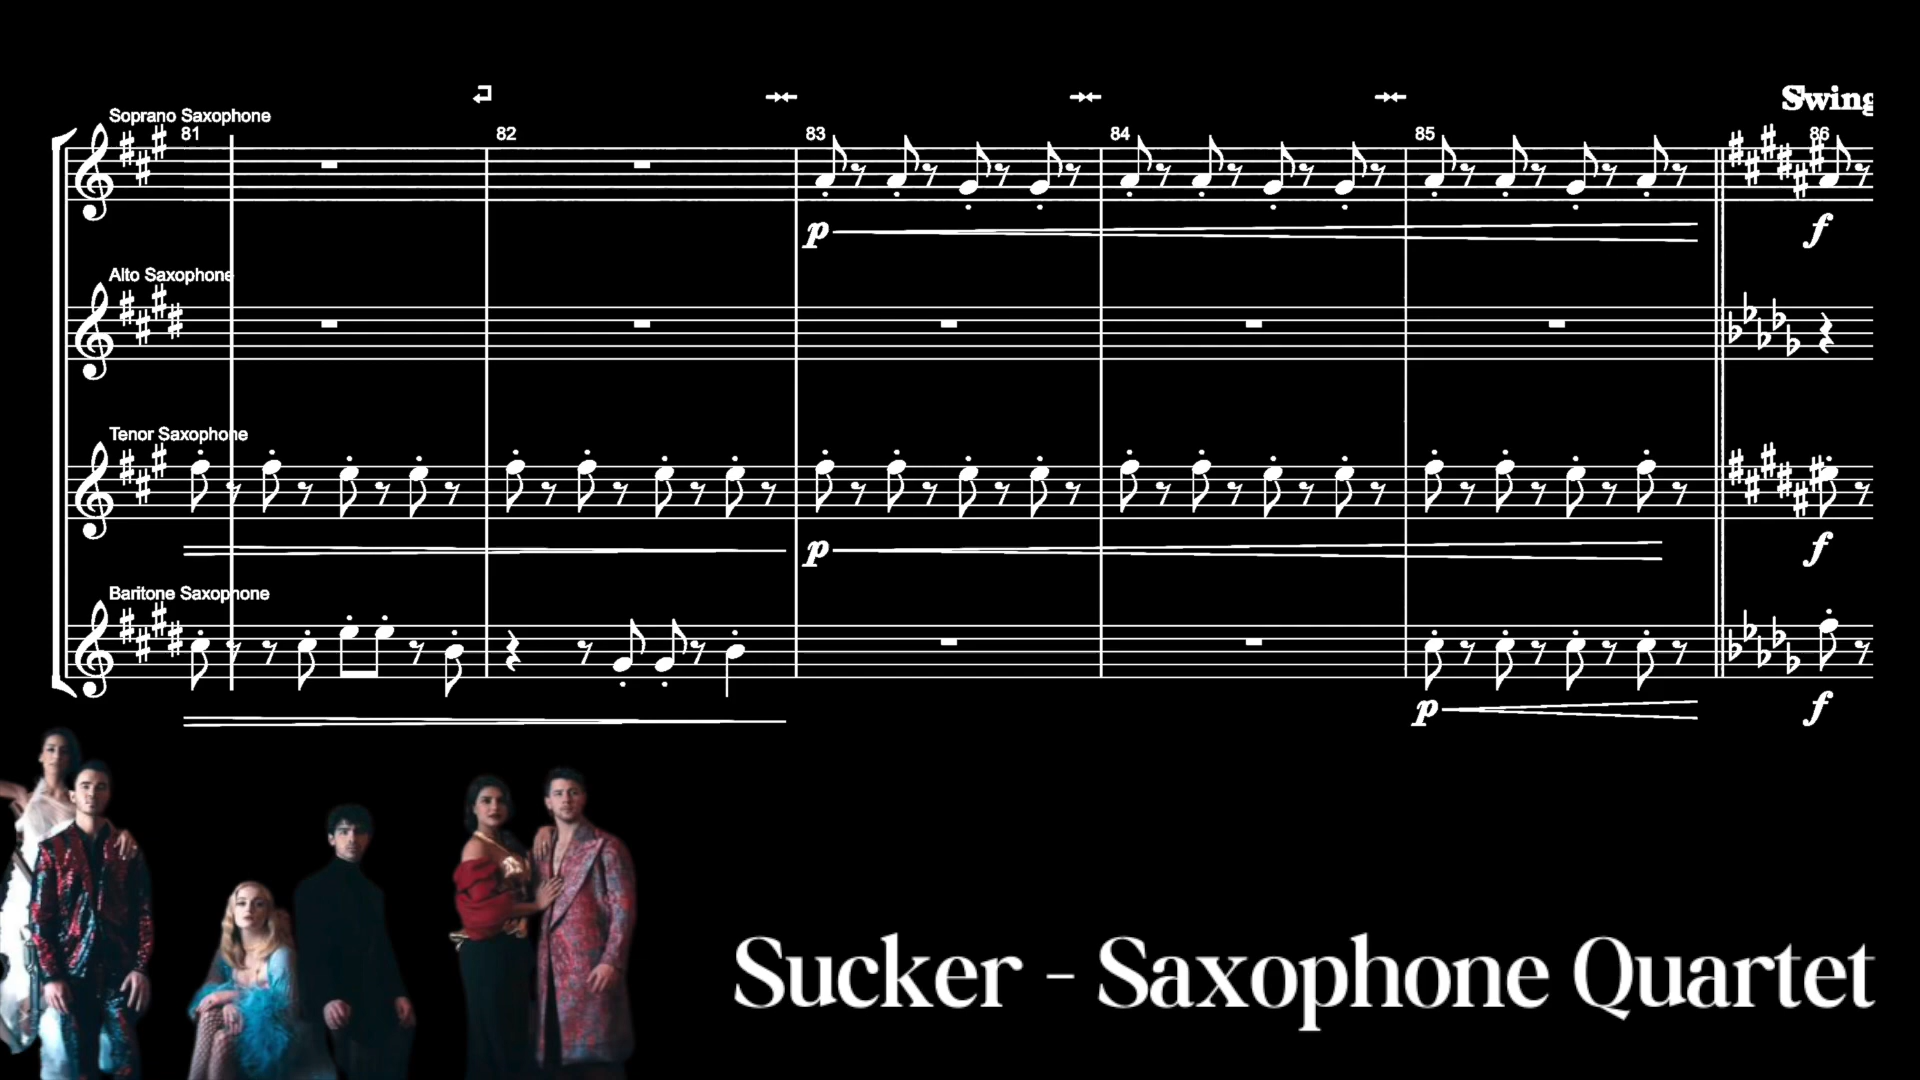 Swing
Soprano Saxophone
81 82 83 84 85 86
p f
Alto Saxophone
Tenor Saxophone
p f
Baritone Saxophone
p f
Sucker - Saxophone Quartet